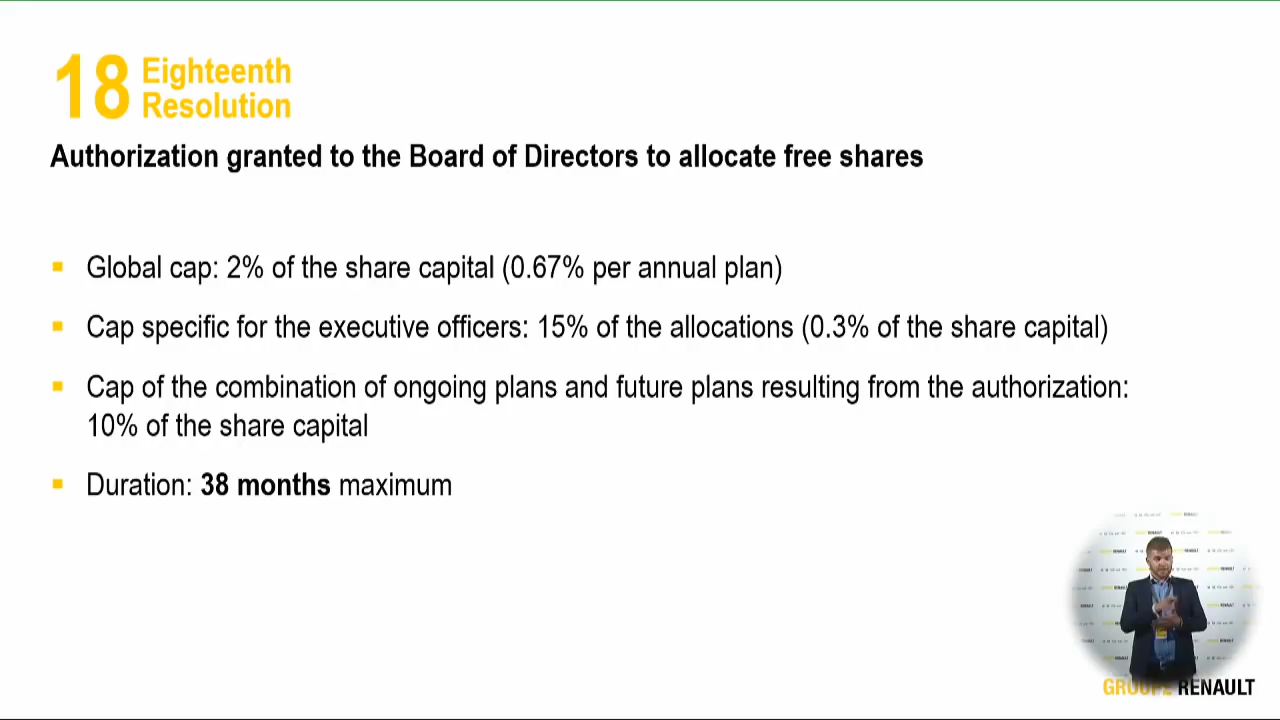 18 Eighteenth
Resolution
Authorization granted to the Board of Directors to allocate free shares
▪ Global cap: 2% of the share capital (0.67% per annual plan)
▪ Cap specific for the executive officers: 15% of the allocations (0.3% of the share capital)
▪ Cap of the combination of ongoing plans and future plans resulting from the authorization:
10% of the share capital
▪ Duration: 38 months maximum
GROUPE RENAULT